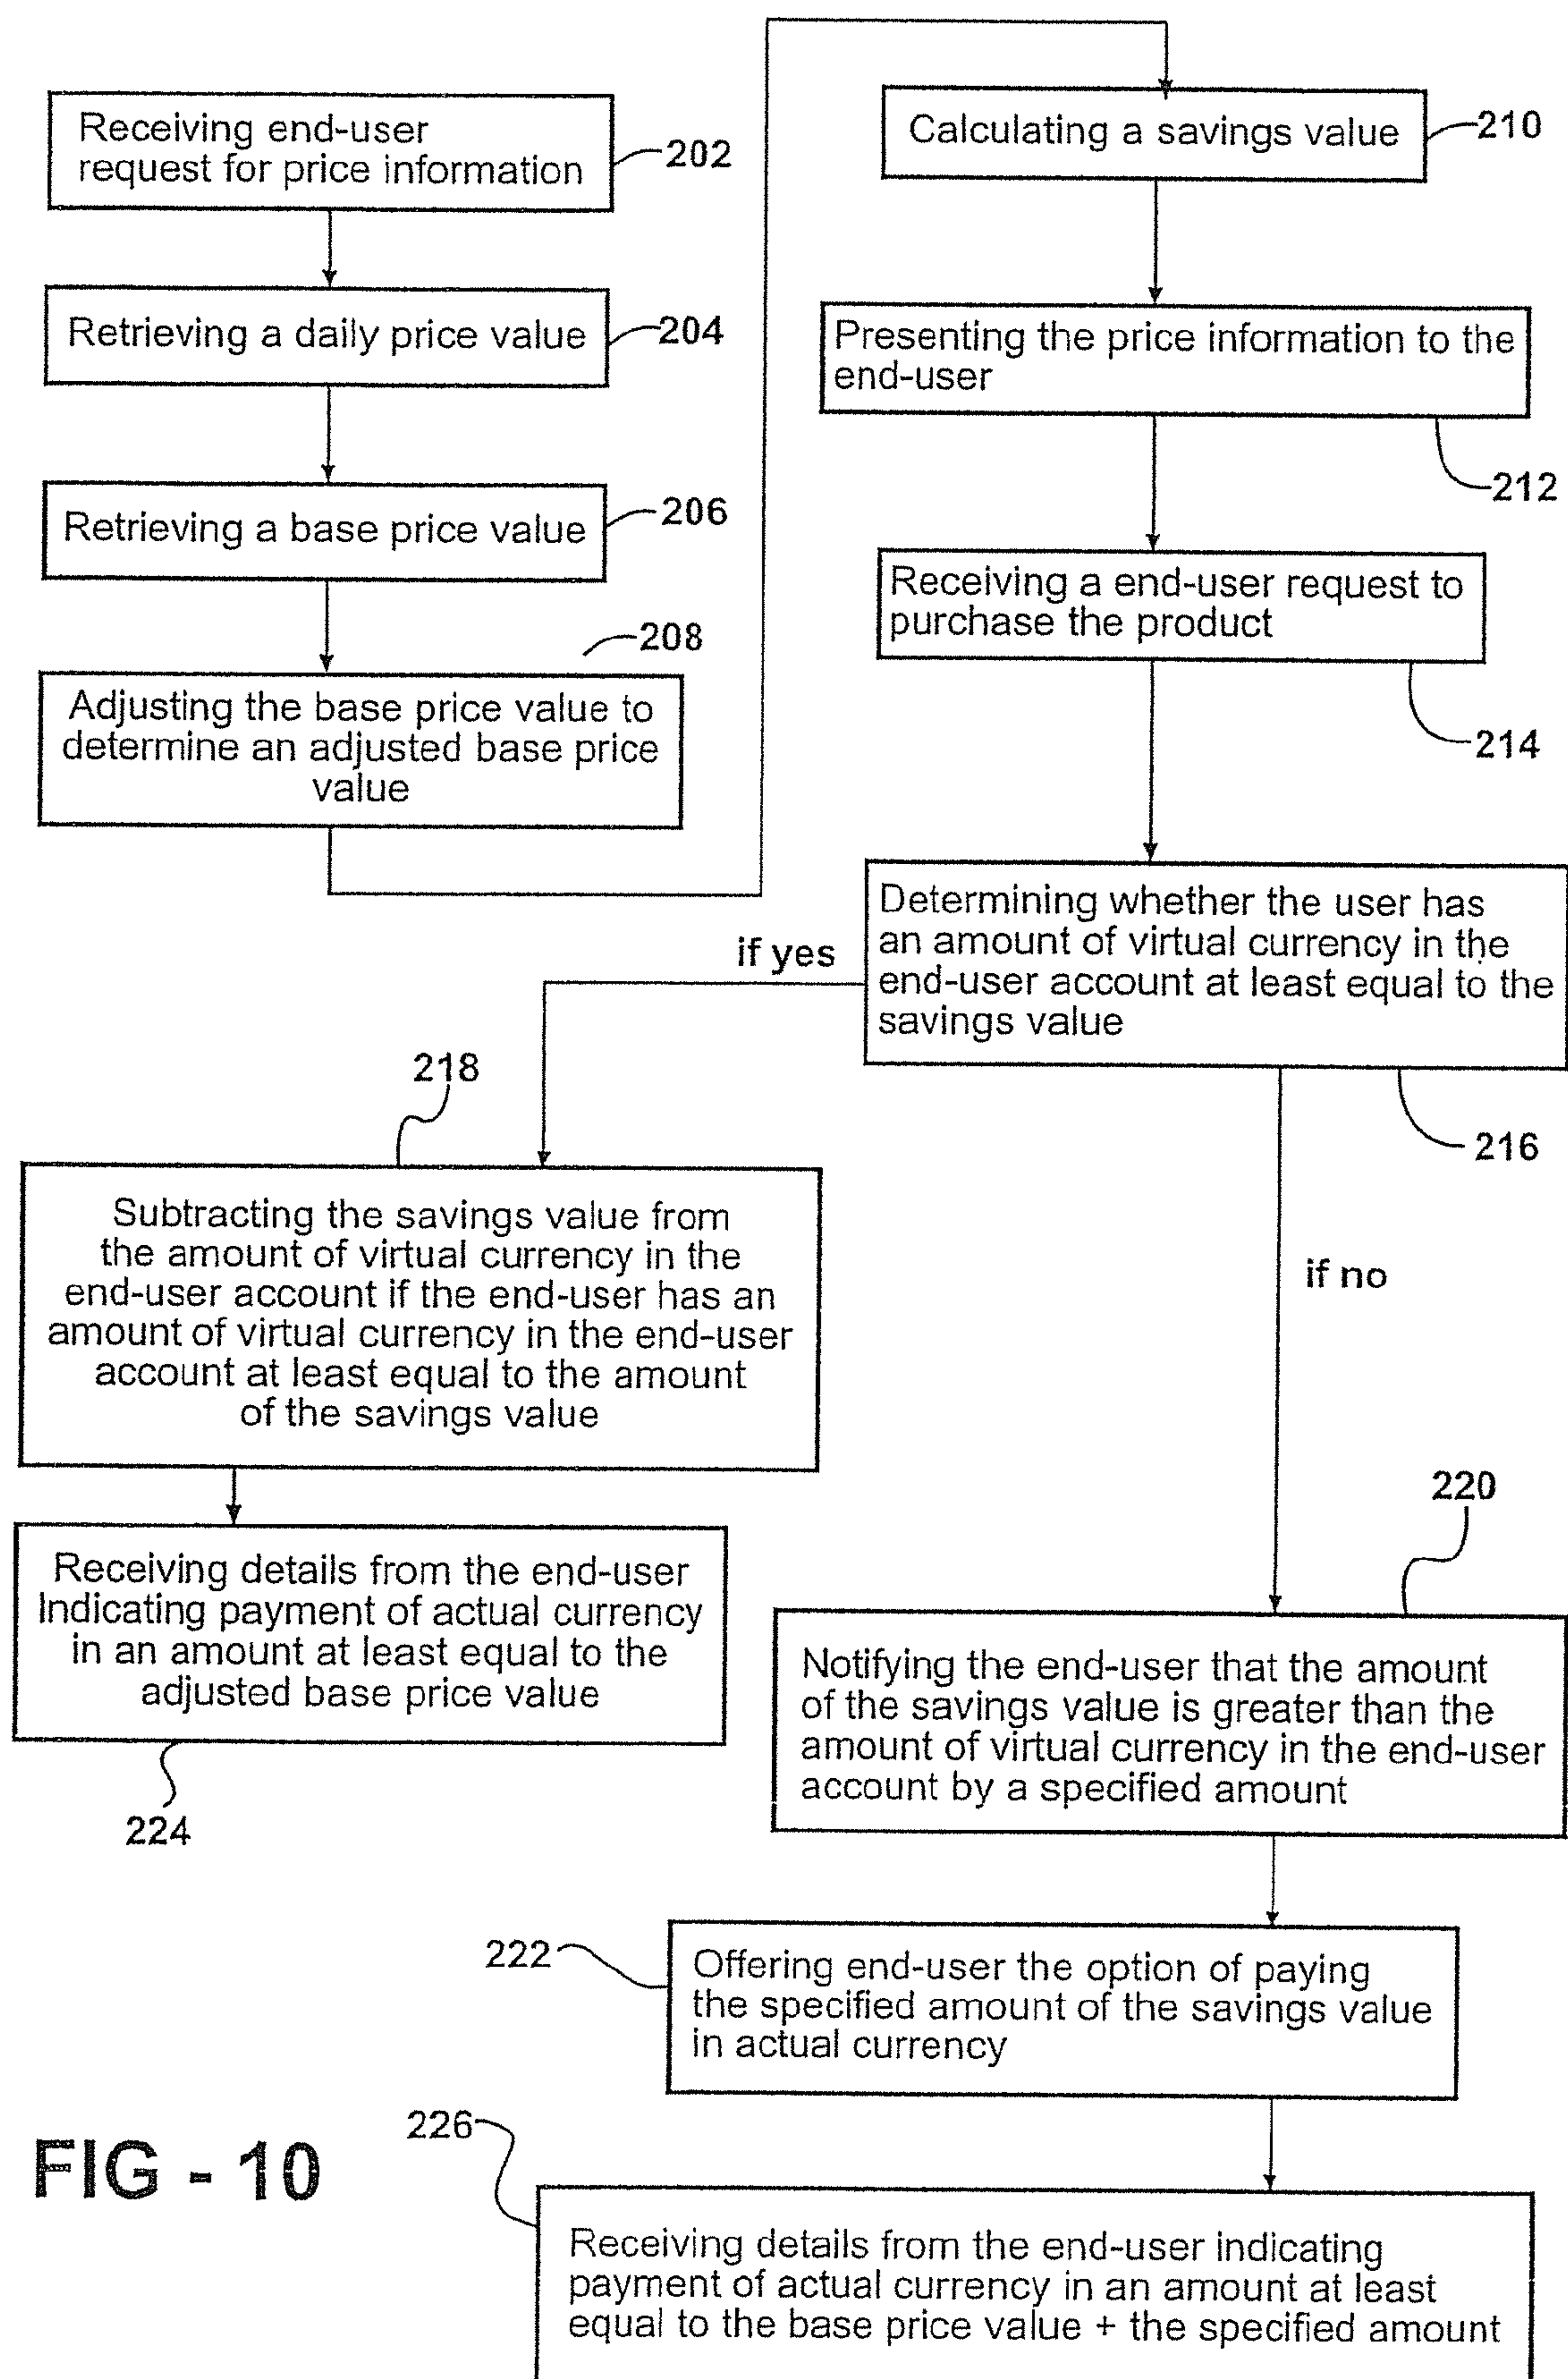 Receiving end-user
request for price information
202
Retrieving a daily price value
204
Retrieving a base price value
206
208
Adjusting the base price value to
determine an adjusted base price
value
Calculating a savings value
210
Presenting the price information to the
end-user
212
Receiving a end-user request to
purchase the product
214
Determining whether the user has
an amount of virtual currency in the
end-user account at least equal to the
savings value
216
if yes
218
Subtracting the savings value from
the amount of virtual currency in the
end-user account if the end-user has an
amount of virtual currency in the end-user
account at least equal to the amount
of the savings value
Receiving details from the end-user
Indicating payment of actual currency
in an amount at least equal to the
adjusted base price value
224
if no
220
Notifying the end-user that the amount
of the savings value is greater than the
amount of virtual currency in the end-user
account by a specified amount
222
Offering end-user the option of paying
the specified amount of the savings value
in actual currency
226
Receiving details from the end-user indicating
payment of actual currency in an amount at least
equal to the base price value + the specified amount
FIG - 10